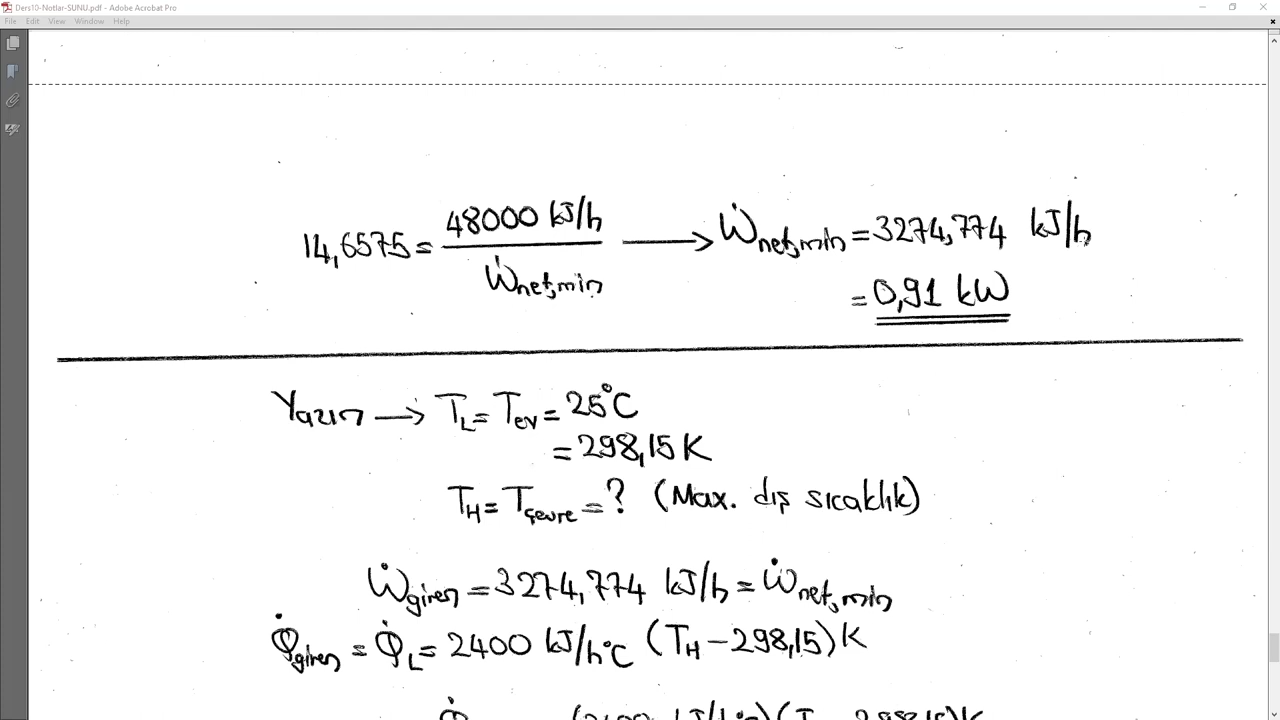 Ders10-Notlar-SUNU.pdf - Adobe Acrobat Pro
File Edit View Window Help
14,6575 = 48000 kJ/h / Ẇnet,min → Ẇnet,min = 3274,774 kJ/h
= 0,91 kW
Yazın → TL = Tev = 25°C
= 298,15 K
TH = Tçevre = ? (Max. dış sıcaklık)
Ẇgiren = 3274,774 kJ/h = Ẇnet,min
Q̇giren = Q̇L = 2400 kJ/h°C (TH - 298,15) K